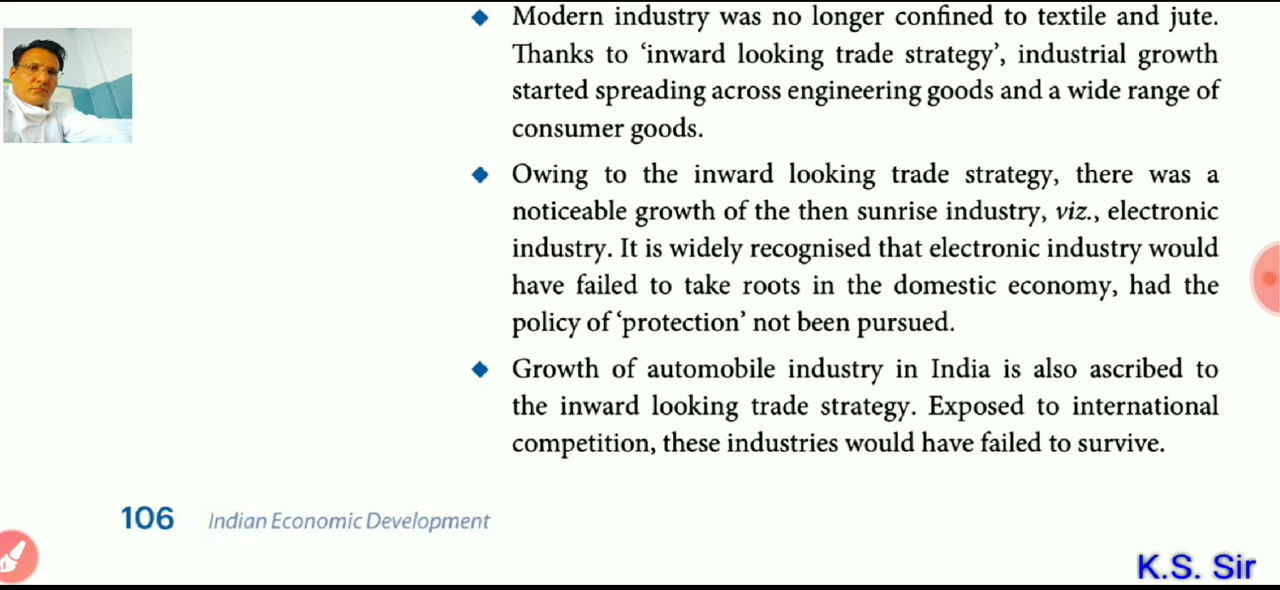 ◆ Modern industry was no longer confined to textile and jute.
Thanks to ‘inward looking trade strategy’, industrial growth
started spreading across engineering goods and a wide range of
consumer goods.
◆ Owing to the inward looking trade strategy, there was a
noticeable growth of the then sunrise industry, viz., electronic
industry. It is widely recognised that electronic industry would
have failed to take roots in the domestic economy, had the
policy of ‘protection’ not been pursued.
◆ Growth of automobile industry in India is also ascribed to
the inward looking trade strategy. Exposed to international
competition, these industries would have failed to survive.
106 Indian Economic Development
K.S. Sir